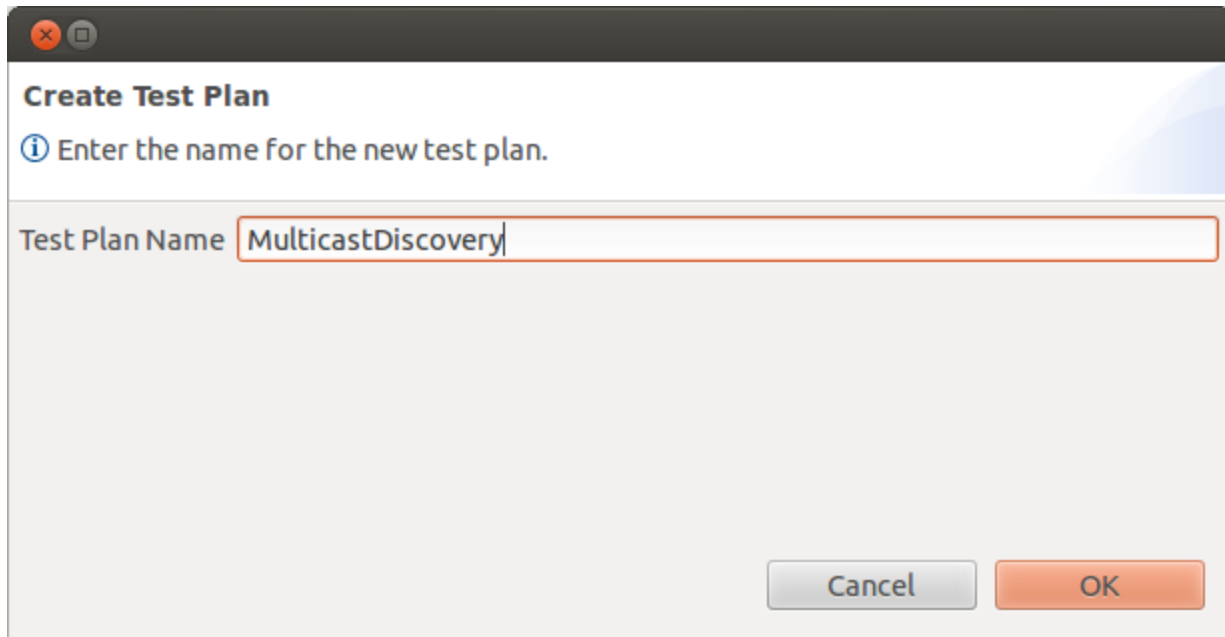 Create Test Plan
Enter the name for the new test plan.
Test Plan Name MulticastDiscovery
Cancel OK